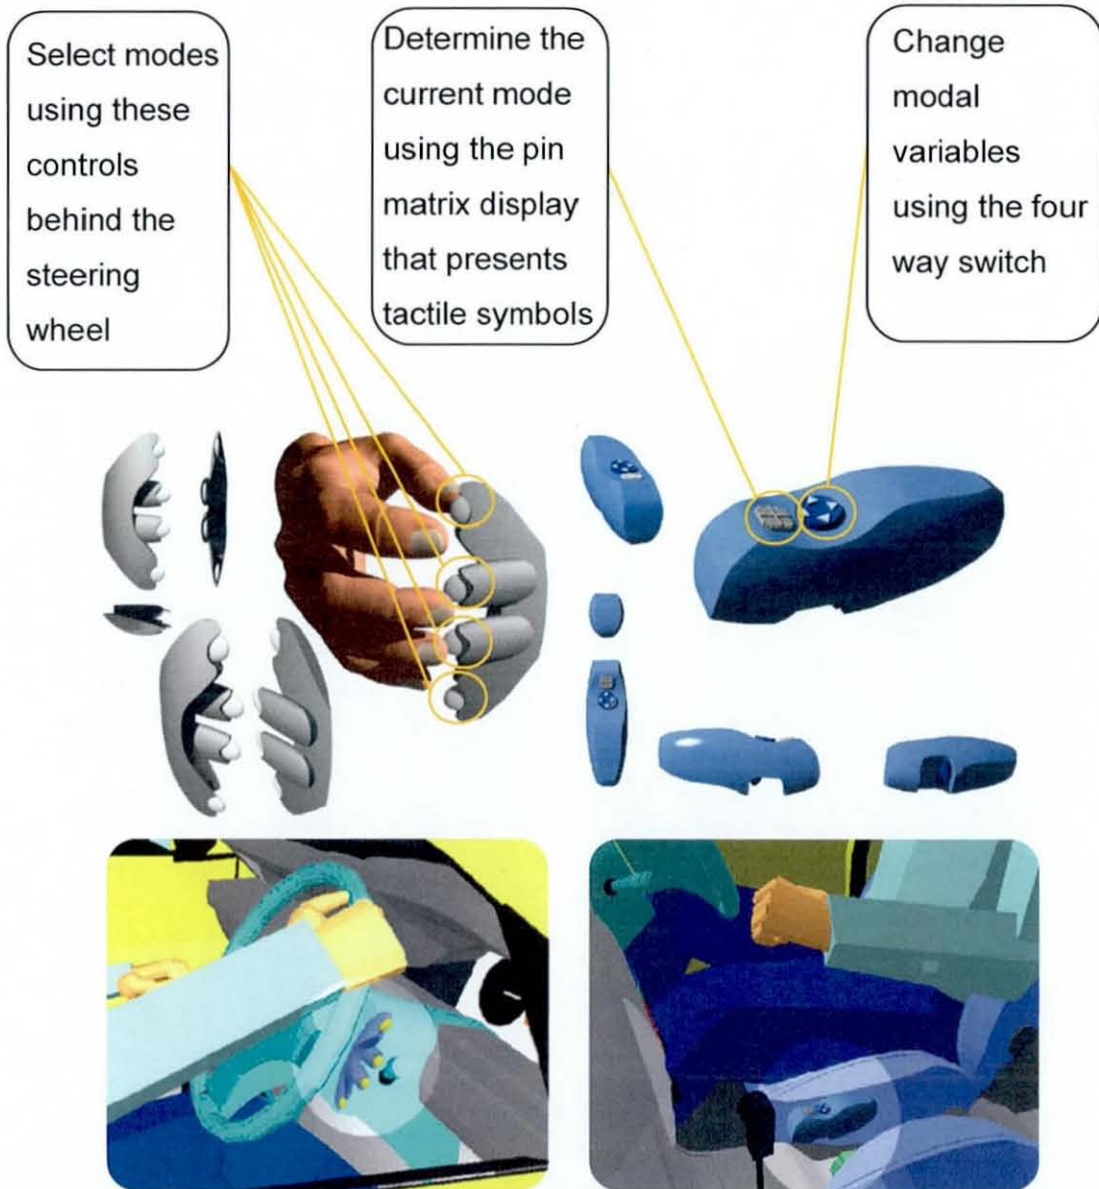 Select modes
using these
controls
behind the
steering
wheel
Determine the
current mode
using the pin
matrix display
that presents
tactile symbols
Change
modal
variables
using the four
way switch